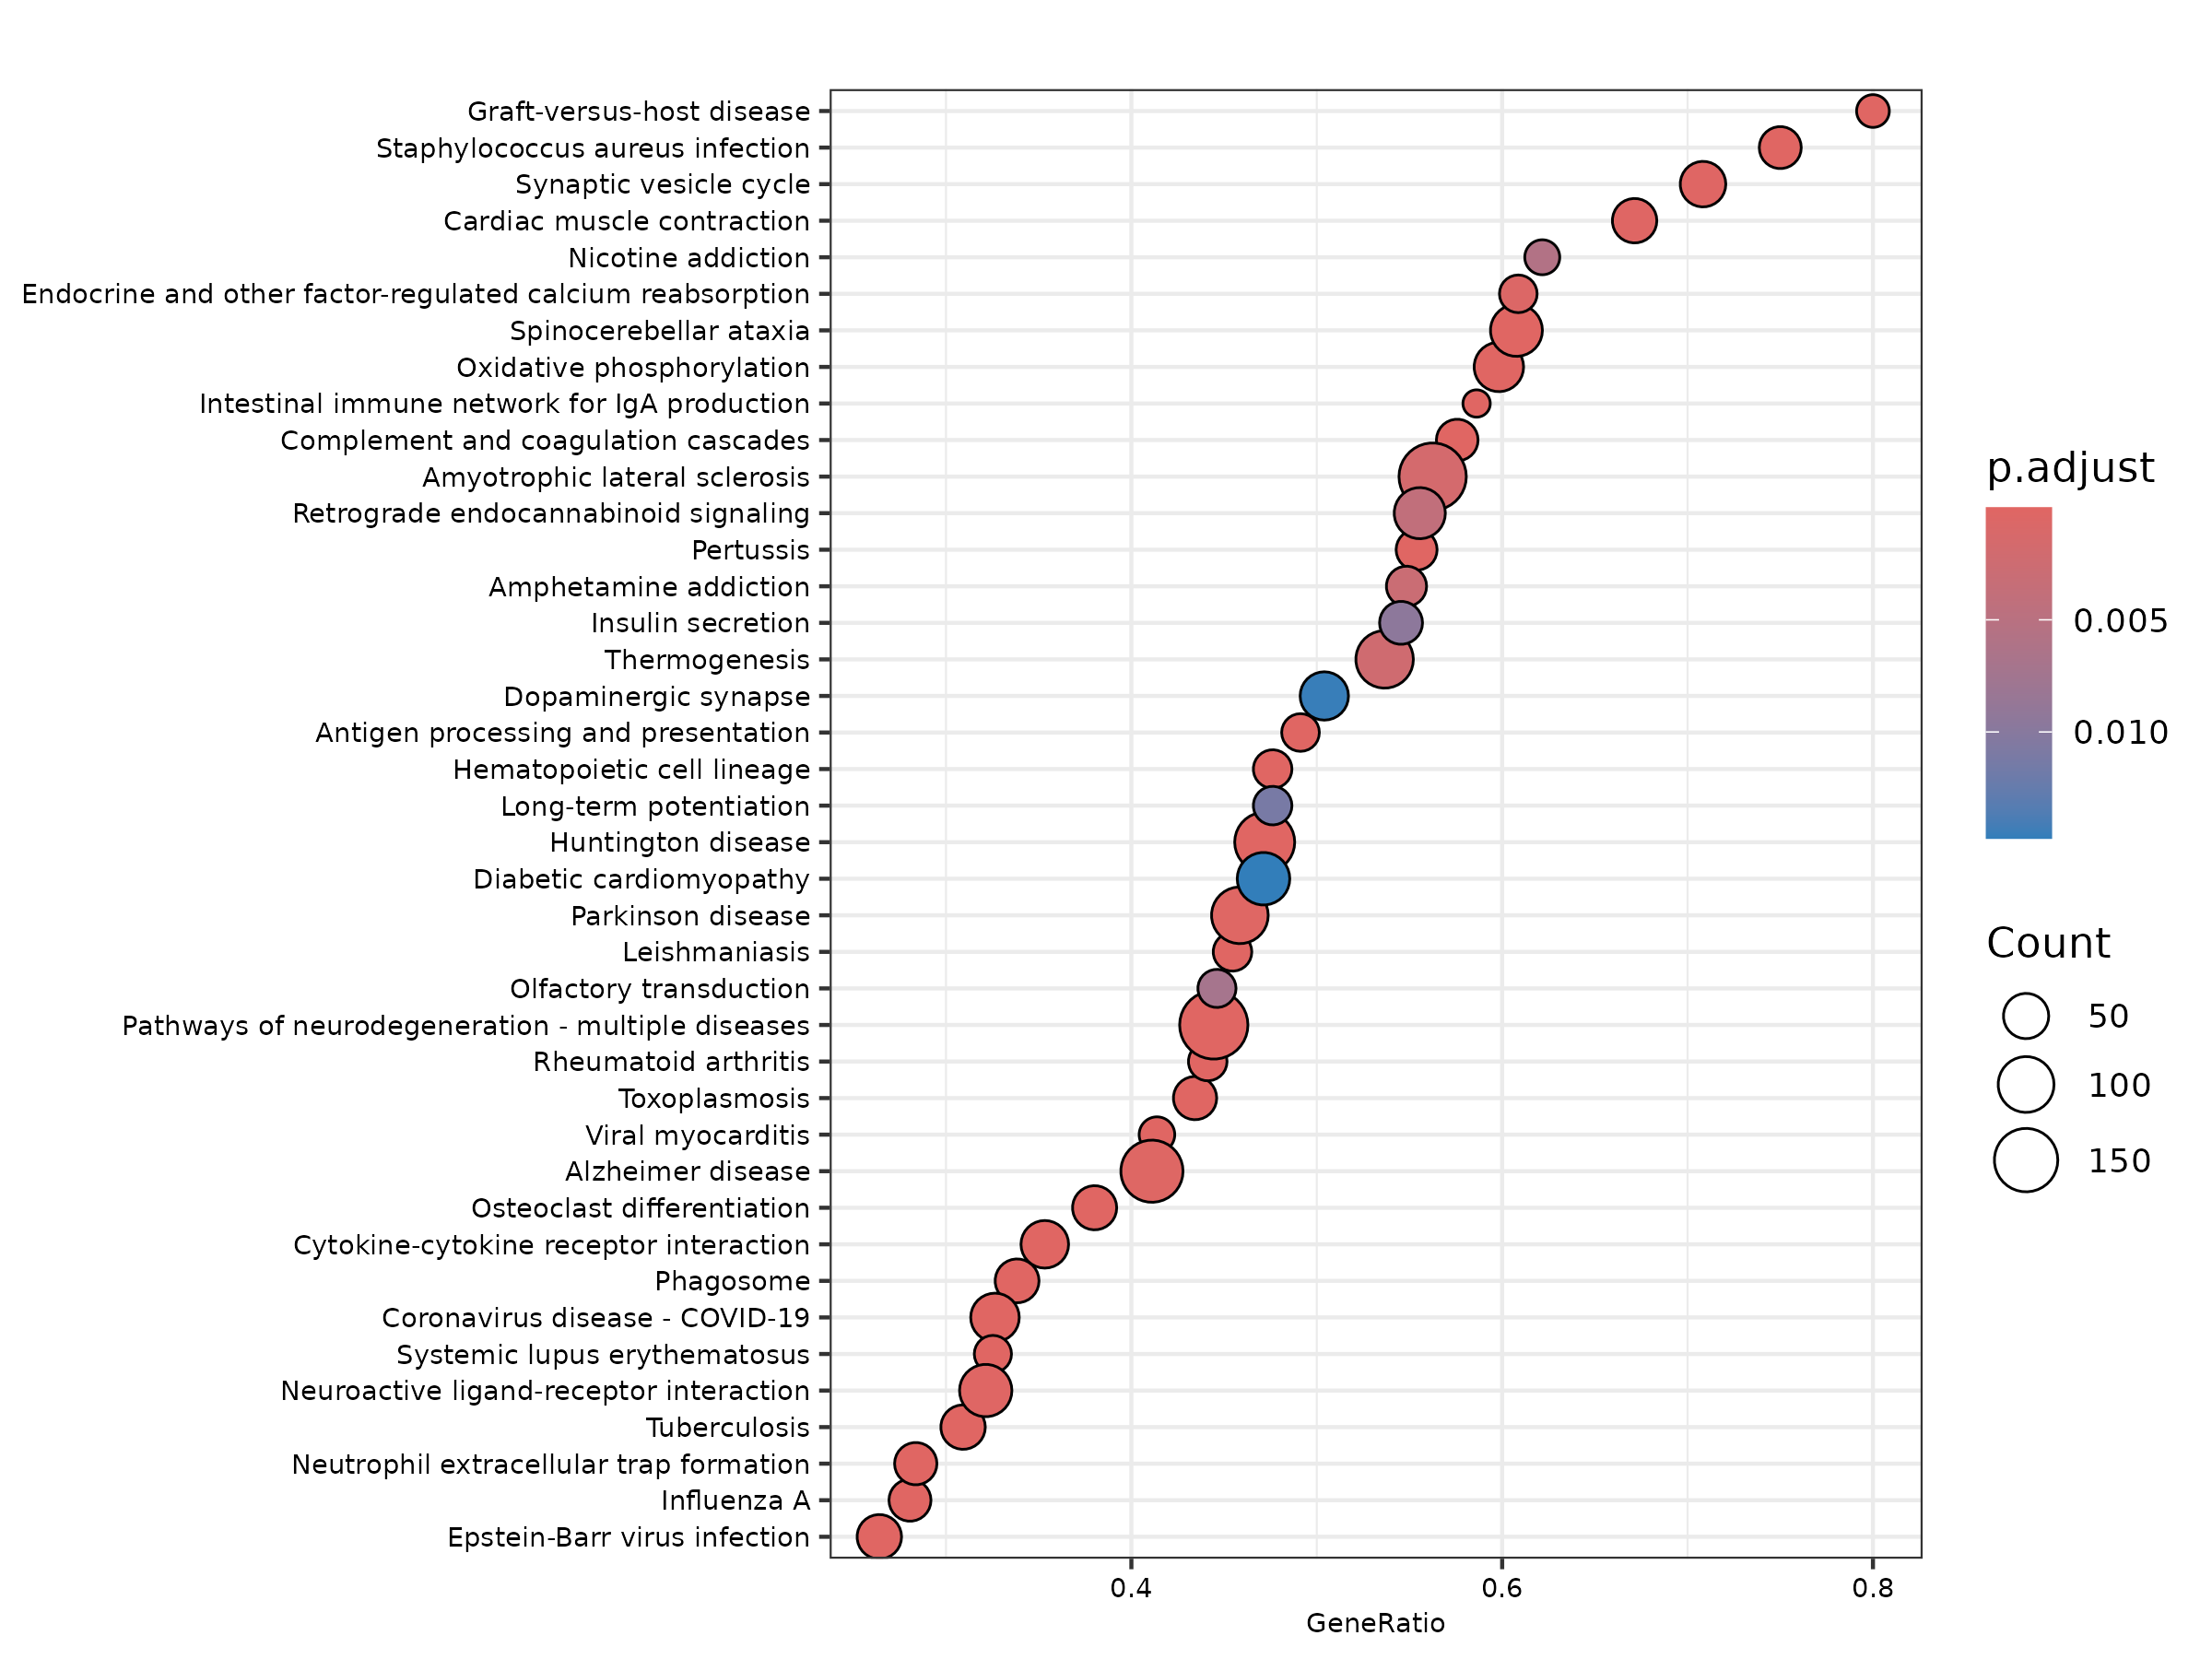 Graft-versus-host disease
Staphylococcus aureus infection
Synaptic vesicle cycle
Cardiac muscle contraction
Nicotine addiction
Endocrine and other factor-regulated calcium reabsorption
Spinocerebellar ataxia
Oxidative phosphorylation
Intestinal immune network for IgA production
Complement and coagulation cascades
Amyotrophic lateral sclerosis
Retrograde endocannabinoid signaling
Pertussis
Amphetamine addiction
Insulin secretion
Thermogenesis
Dopaminergic synapse
Antigen processing and presentation
Hematopoietic cell lineage
Long-term potentiation
Huntington disease
Diabetic cardiomyopathy
Parkinson disease
Leishmaniasis
Olfactory transduction
Pathways of neurodegeneration - multiple diseases
Rheumatoid arthritis
Toxoplasmosis
Viral myocarditis
Alzheimer disease
Osteoclast differentiation
Cytokine-cytokine receptor interaction
Phagosome
Coronavirus disease - COVID-19
Systemic lupus erythematosus
Neuroactive ligand-receptor interaction
Tuberculosis
Neutrophil extracellular trap formation
Influenza A
Epstein-Barr virus infection
0.4 0.6 0.8
GeneRatio
p.adjust
0.005
0.010
Count
50
100
150